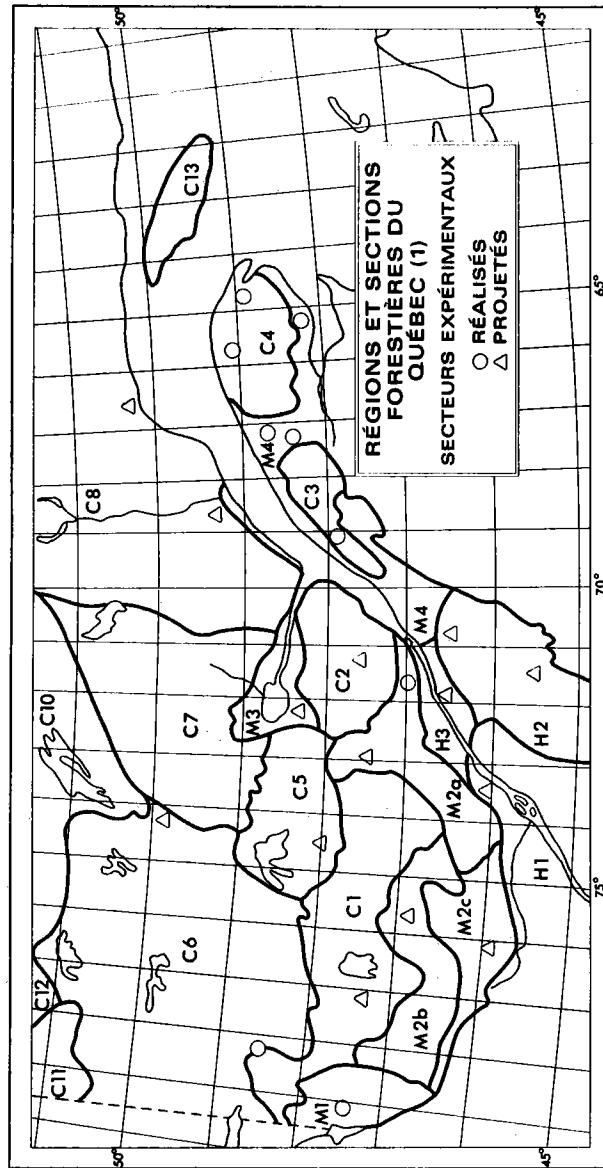 50°
45°
C13
C8
C4
C10
M4
C3
C7
M3
C2
70°
M4
65°
C12
C5
H3
H2
C6
M2a
C11
C1
M2c
H1
75°
M2b
M1
50°
45°
RÉGIONS ET SECTIONS
FORESTIÈRES DU
QUÉBEC (1)
SECTEURS EXPÉRIMENTAUX
○ RÉALISÉS
△ PROJETÉS